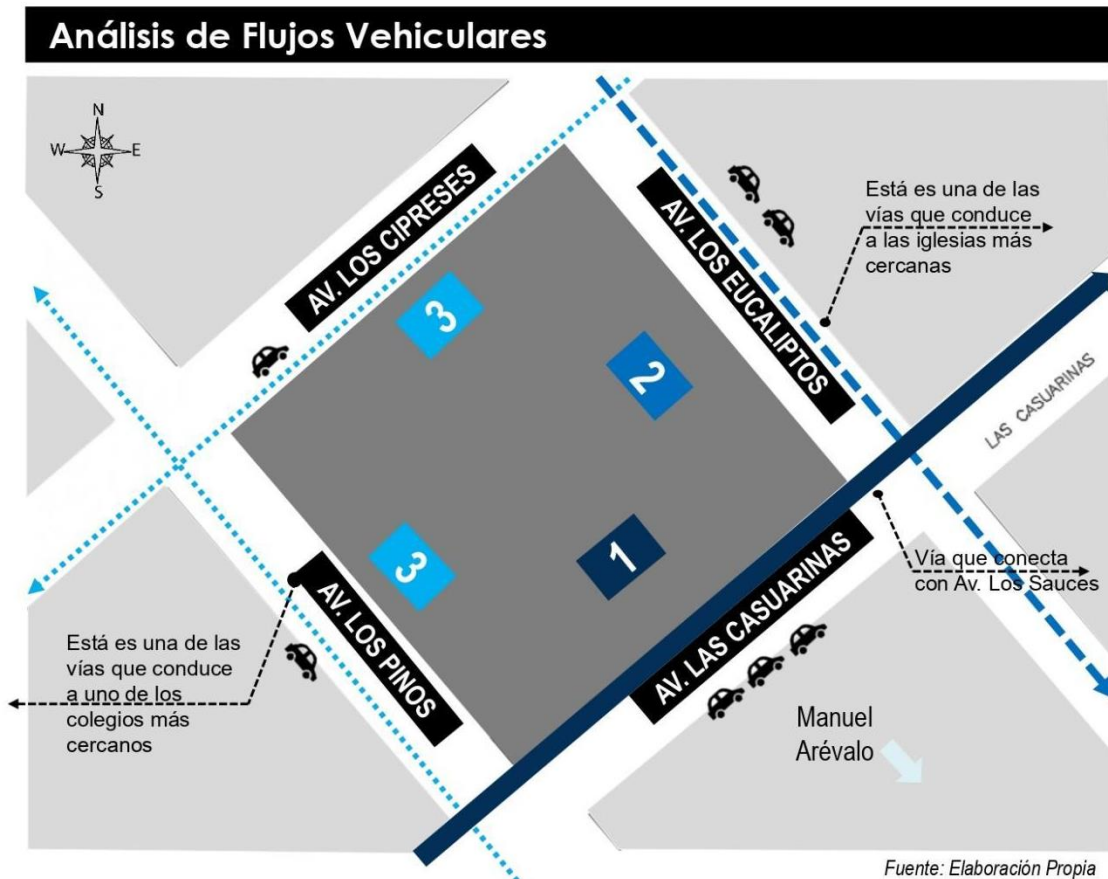 Análisis de Flujos Vehiculares
N
W
E
S
AV. LOS CIPRESES
AV. LOS EUCALIPTOS
Está es una de las
vías que conduce
a las iglesias más
cercanas
3
2
LAS CASUARINAS
3
1
AV. LAS CASUARINAS
Vía que conecta
con Av. Los Sauces
AV. LOS PINOS
Está es una de las
vías que conduce
a uno de los
colegios más
cercanos
Manuel
Arévalo
Fuente: Elaboración Propia